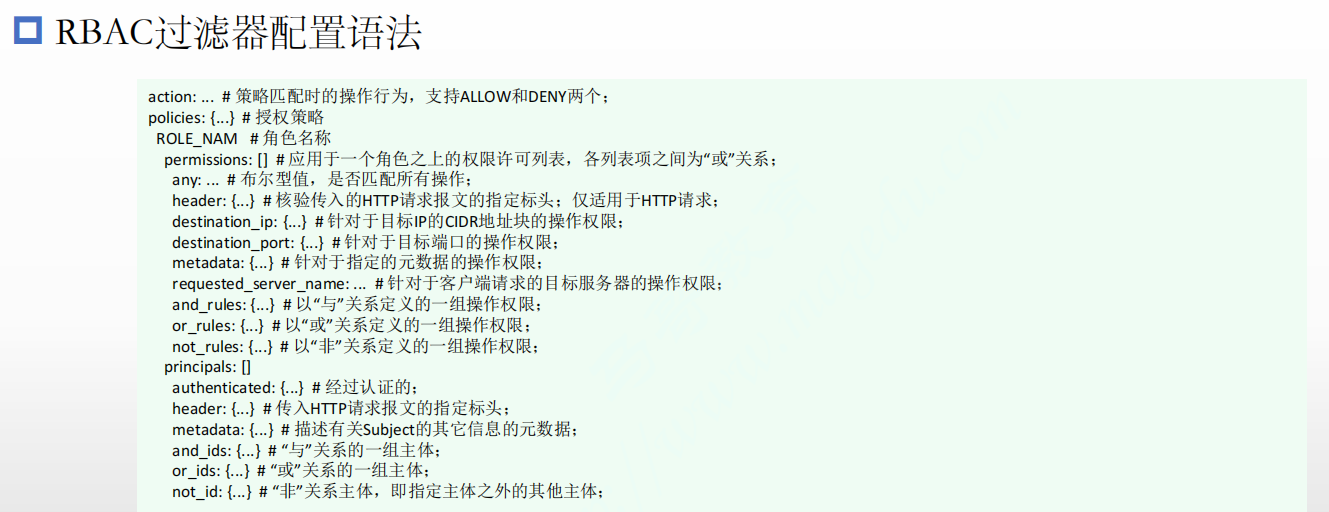 RBAC过滤器配置语法
action: ... # 策略匹配时的操作行为，支持ALLOW和DENY两个；
policies: {...} # 授权策略
ROLE_NAM # 角色名称
permissions: [] # 应用于一个角色之上的权限许可列表，各列表项之间为“或”关系；
any: ... # 布尔型值，是否匹配所有操作；
header: {...} # 核验传入的HTTP请求报文的指定标头；仅适用于HTTP请求；
destination_ip: {...} # 针对于目标IP的CIDR地址块的操作权限；
destination_port: {...} # 针对于目标端口的操作权限；
metadata: {...} # 针对于指定的元数据的操作权限；
requested_server_name: ... # 针对于客户端请求的目标服务器的操作权限；
and_rules: {...} # 以“与”关系定义的一组操作权限；
or_rules: {...} # 以“或”关系定义的一组操作权限；
not_rules: {...} # 以“非”关系定义的一组操作权限；
principals: []
authenticated: {...} # 经过认证的；
header: {...} # 传入HTTP请求报文的指定标头；
metadata: {...} # 描述有关Subject的其它信息的元数据；
and_ids: {...} # “与”关系的一组主体；
or_ids: {...} # “或”关系的一组主体；
not_id: {...} # “非”关系主体，即指定主体之外的其他主体；